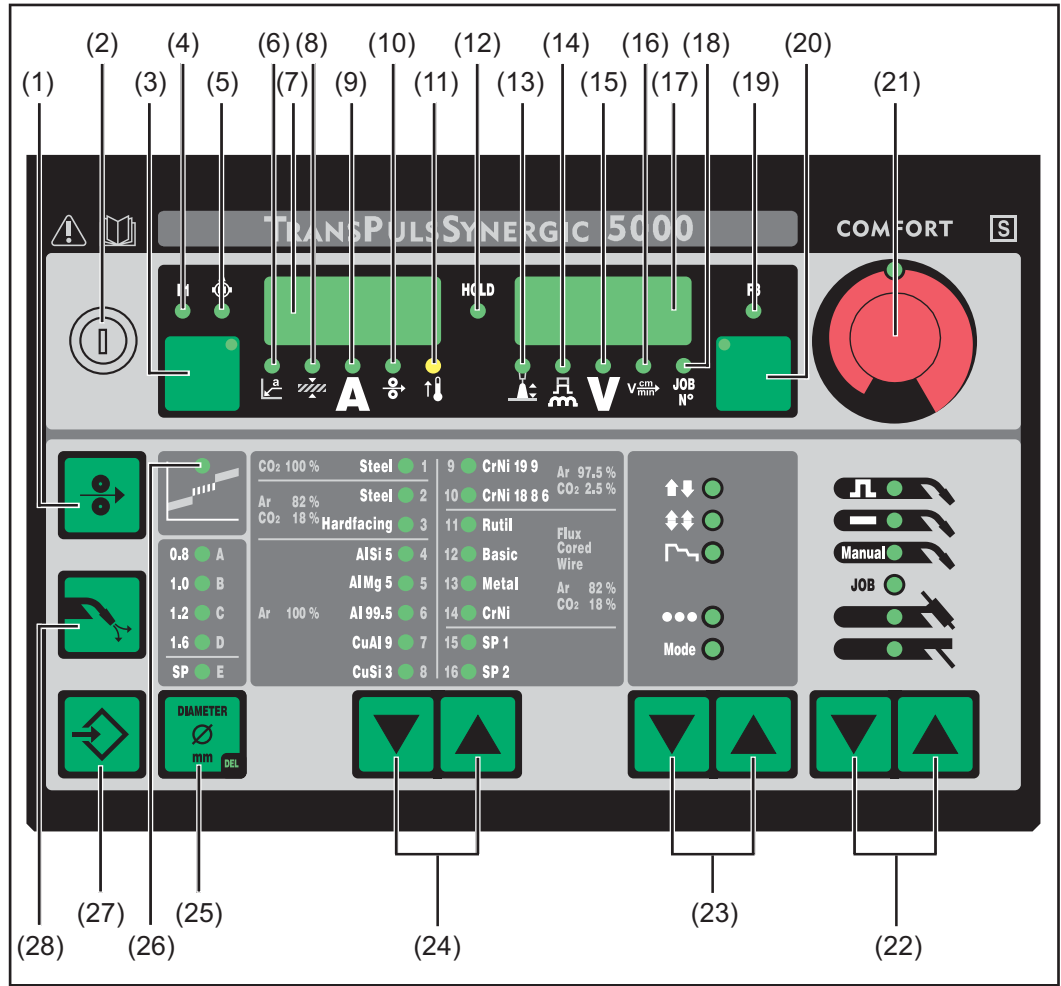 (2) (4) (6) (8) (10) (12) (14) (16) (18) (20)
(1) (3) (5) (7) (9) (11) (13) (15) (17) (19) (21)
TRANSPULSSYNERGIC 5000
COMFORT S
HOLD
a
A V V cm/min JOB N°
CO2 100 % Steel 1
Ar 82 % CO2 18 % Steel 2
Hardfacing 3
AlSi 5 4
AlMg 5 5
Ar 100 % Al 99.5 6
CuAl 9 7
CuSi 3 8
9 CrNi 19 9
Ar 97.5 % CO2 2.5 %
10 CrNi 18 8 6
11 Rutil
Flux Cored Wire
12 Basic
13 Metal
Ar 82 % CO2 18 %
14 CrNi
15 SP 1
16 SP 2
0.8 A
1.0 B
1.2 C
1.6 D
SP E
Mode
Manual
JOB
DIAMETER
Ø
mm DEL
(27) (25) (24) (23) (22)
(28) (26)